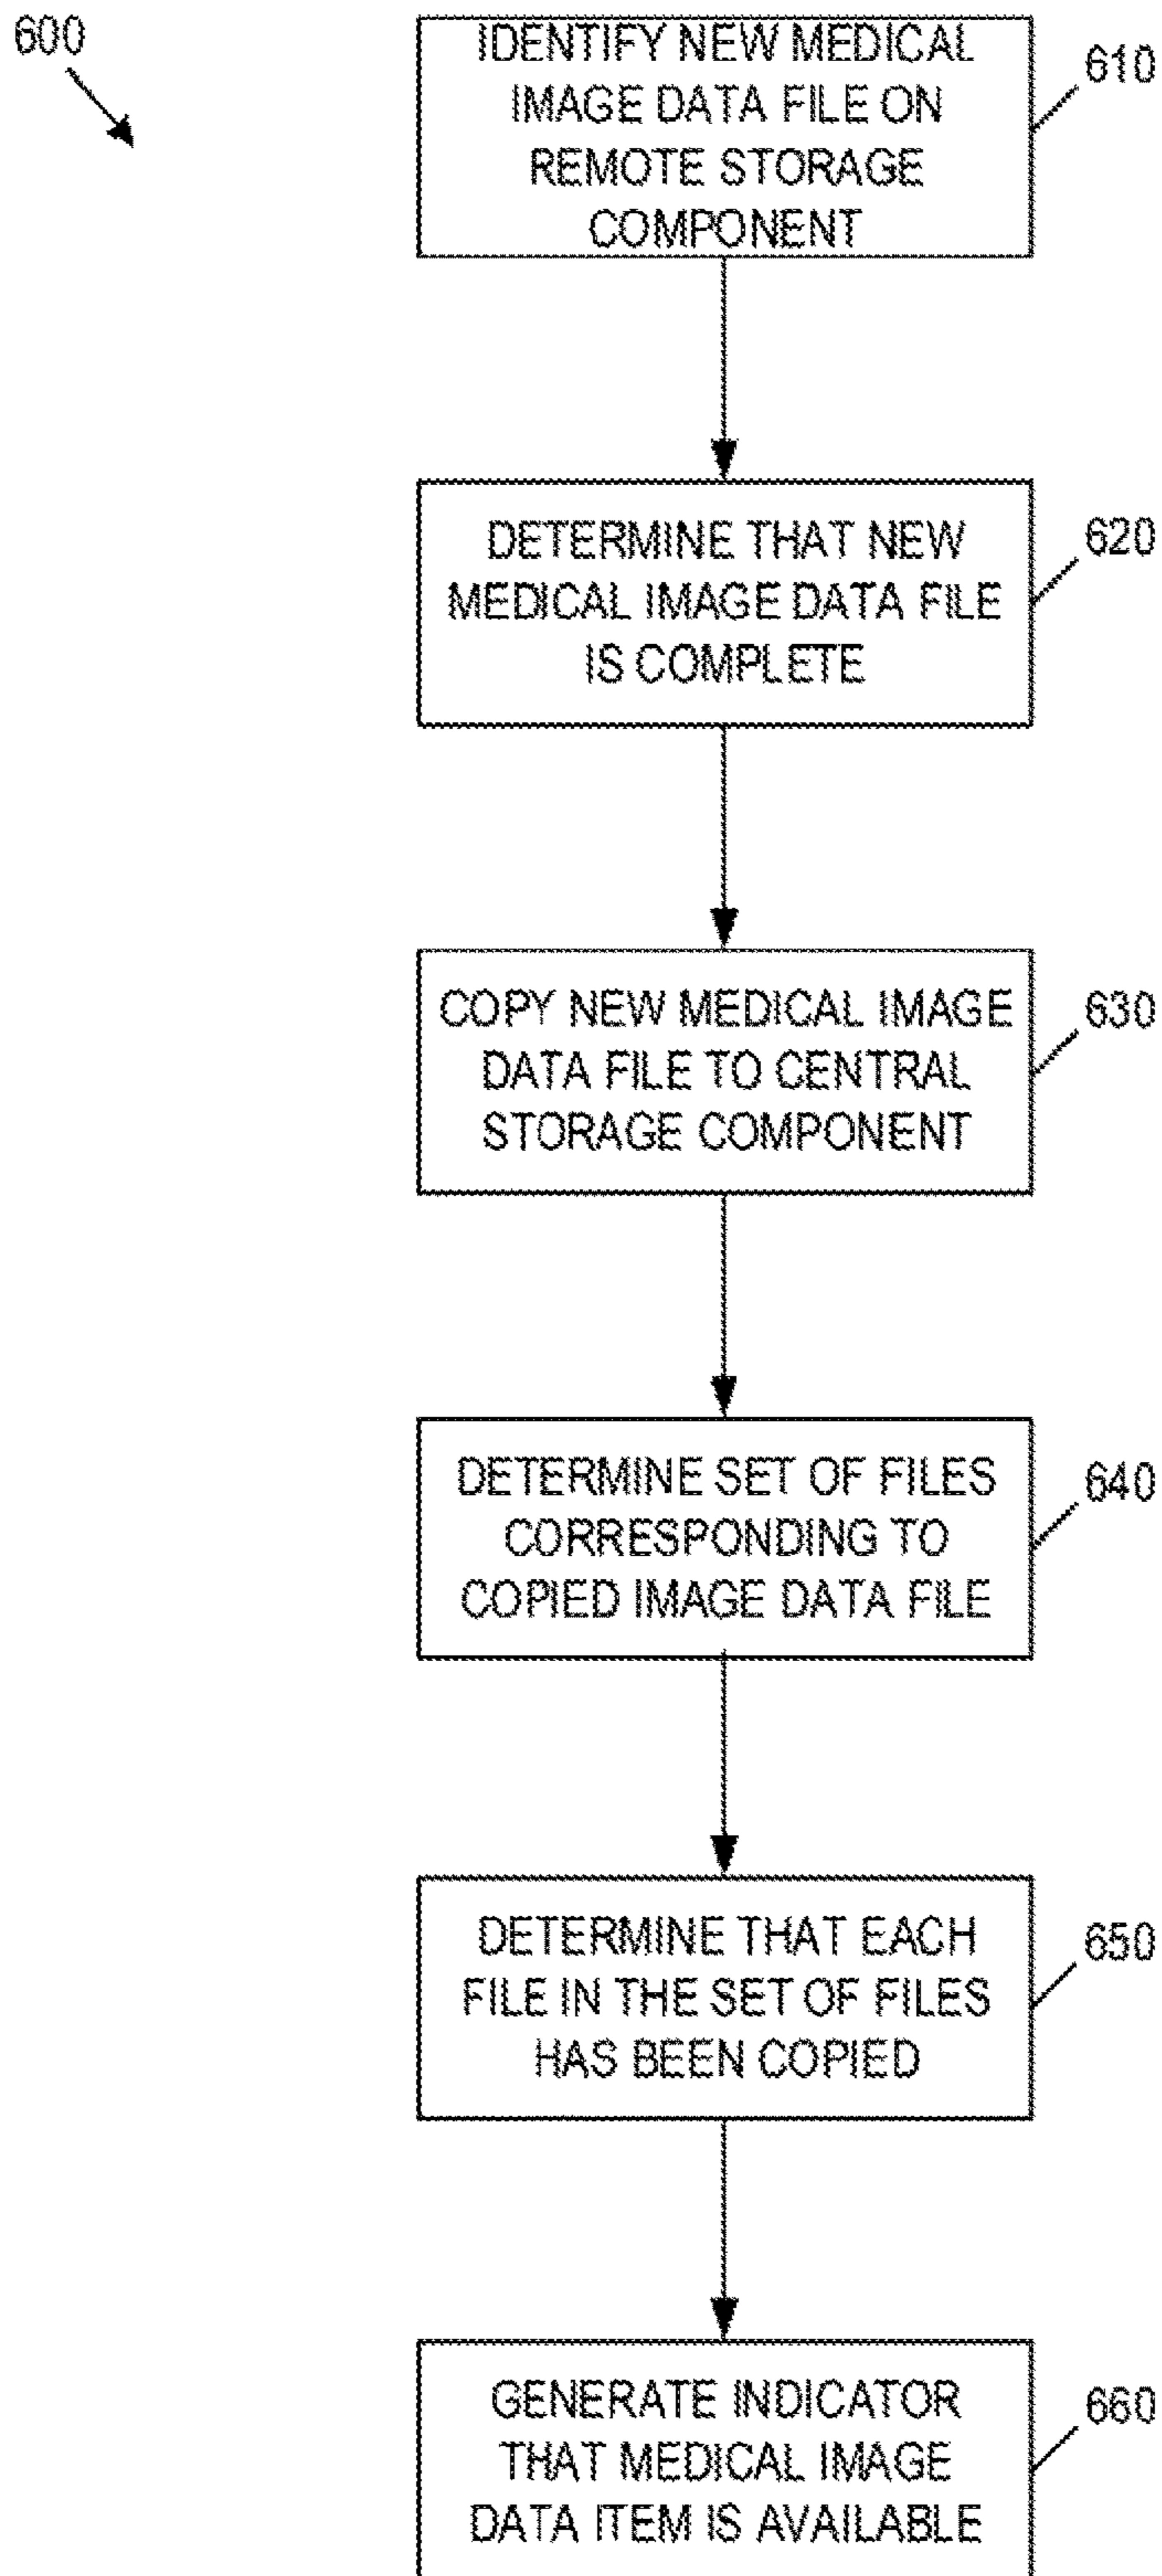 600
IDENTIFY NEW MEDICAL
IMAGE DATA FILE ON
REMOTE STORAGE
COMPONENT
610
DETERMINE THAT NEW
MEDICAL IMAGE DATA FILE
IS COMPLETE
620
COPY NEW MEDICAL IMAGE
DATA FILE TO CENTRAL
STORAGE COMPONENT
630
DETERMINE SET OF FILES
CORRESPONDING TO
COPIED IMAGE DATA FILE
640
DETERMINE THAT EACH
FILE IN THE SET OF FILES
HAS BEEN COPIED
650
GENERATE INDICATOR
THAT MEDICAL IMAGE
DATA ITEM IS AVAILABLE
660